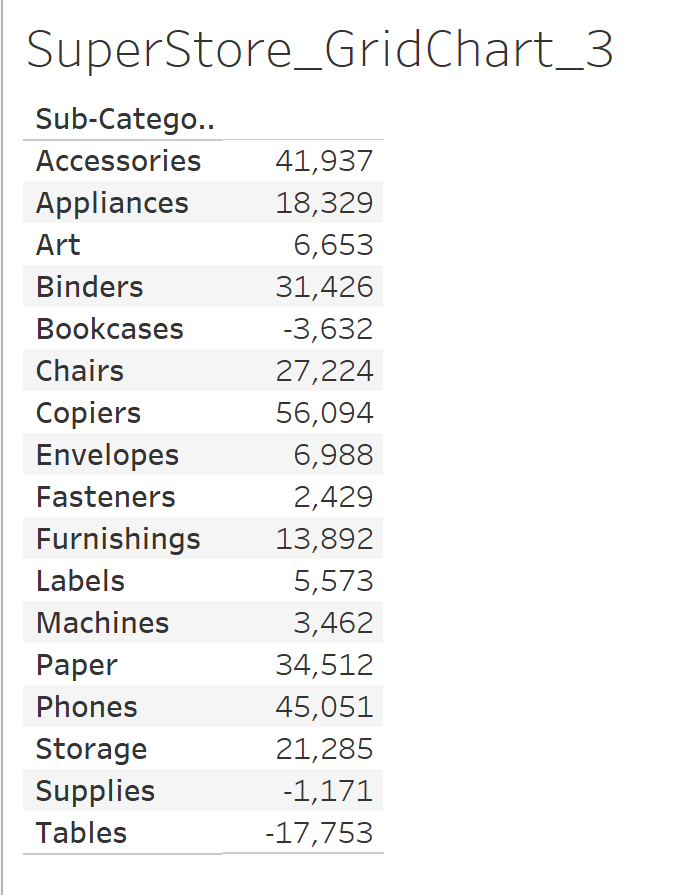 SuperStore_GridChart_3
Sub-Catego..
Accessories 41,937
Appliances 18,329
Art 6,653
Binders 31,426
Bookcases -3,632
Chairs 27,224
Copiers 56,094
Envelopes 6,988
Fasteners 2,429
Furnishings 13,892
Labels 5,573
Machines 3,462
Paper 34,512
Phones 45,051
Storage 21,285
Supplies -1,171
Tables -17,753